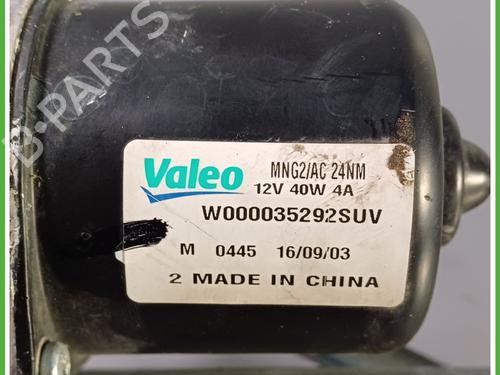 B-PARTS
Valeo
MNG2/AC 24NM
12V 40W 4A
W000035292SUV
M 0445 16/09/03
2 MADE IN CHINA